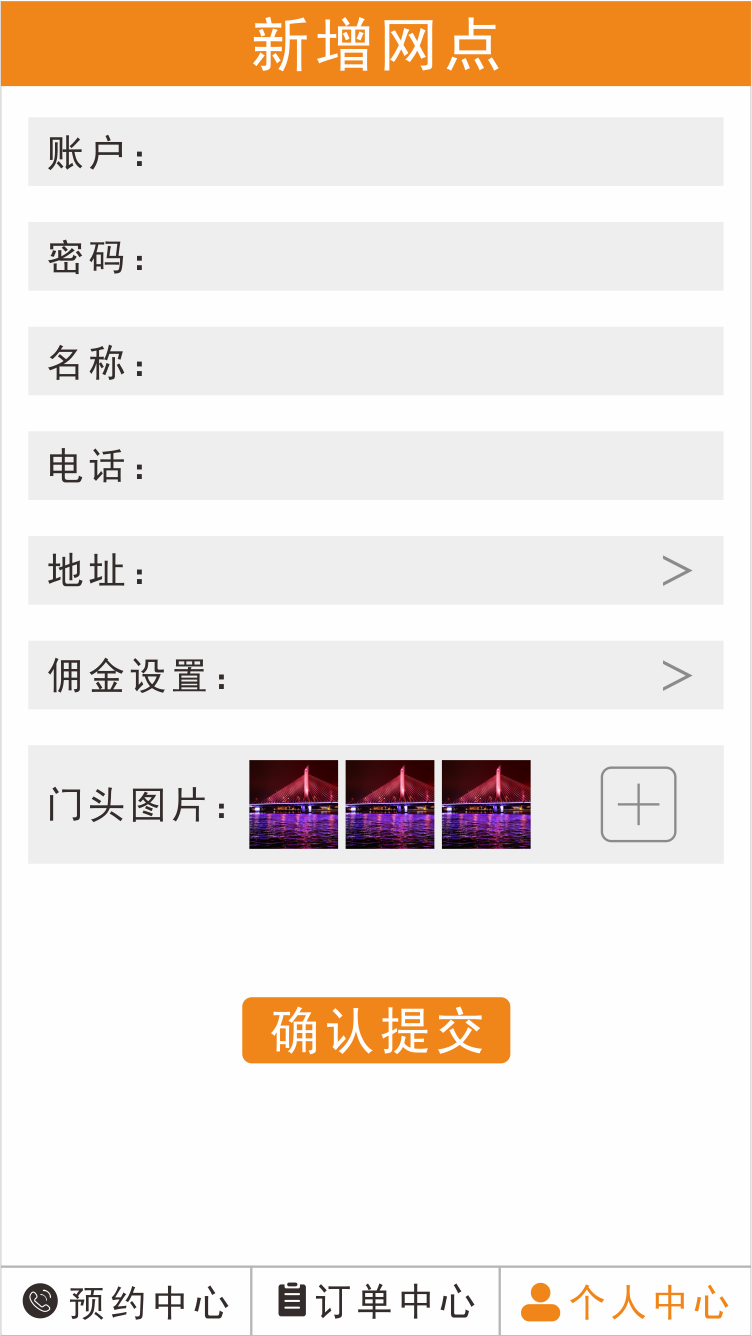 新增网点
账户：
密码：
名称：
电话：
地址：
佣金设置：
门头图片：
确认提交
预约中心
订单中心
个人中心